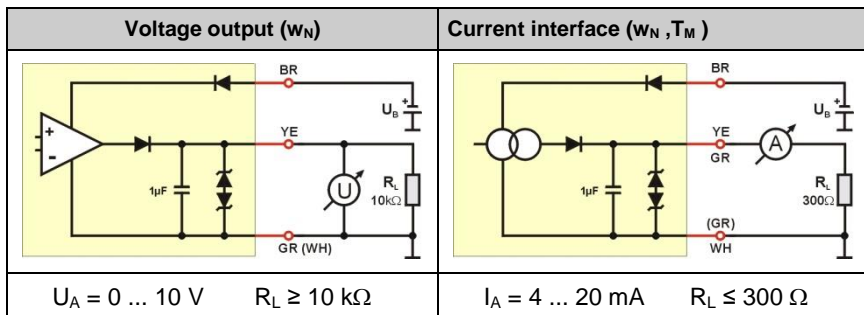 Voltage output (wN)
Current interface (wN ,TM )
BR
UB
+
+
-
YE
1µF
U
RL
10kΩ
GR (WH)
BR
UB
+
YE
GR
A
1µF
RL
300Ω
(GR)
WH
UA = 0 ... 10 V RL ≥ 10 kΩ
IA = 4 ... 20 mA RL ≤ 300 Ω